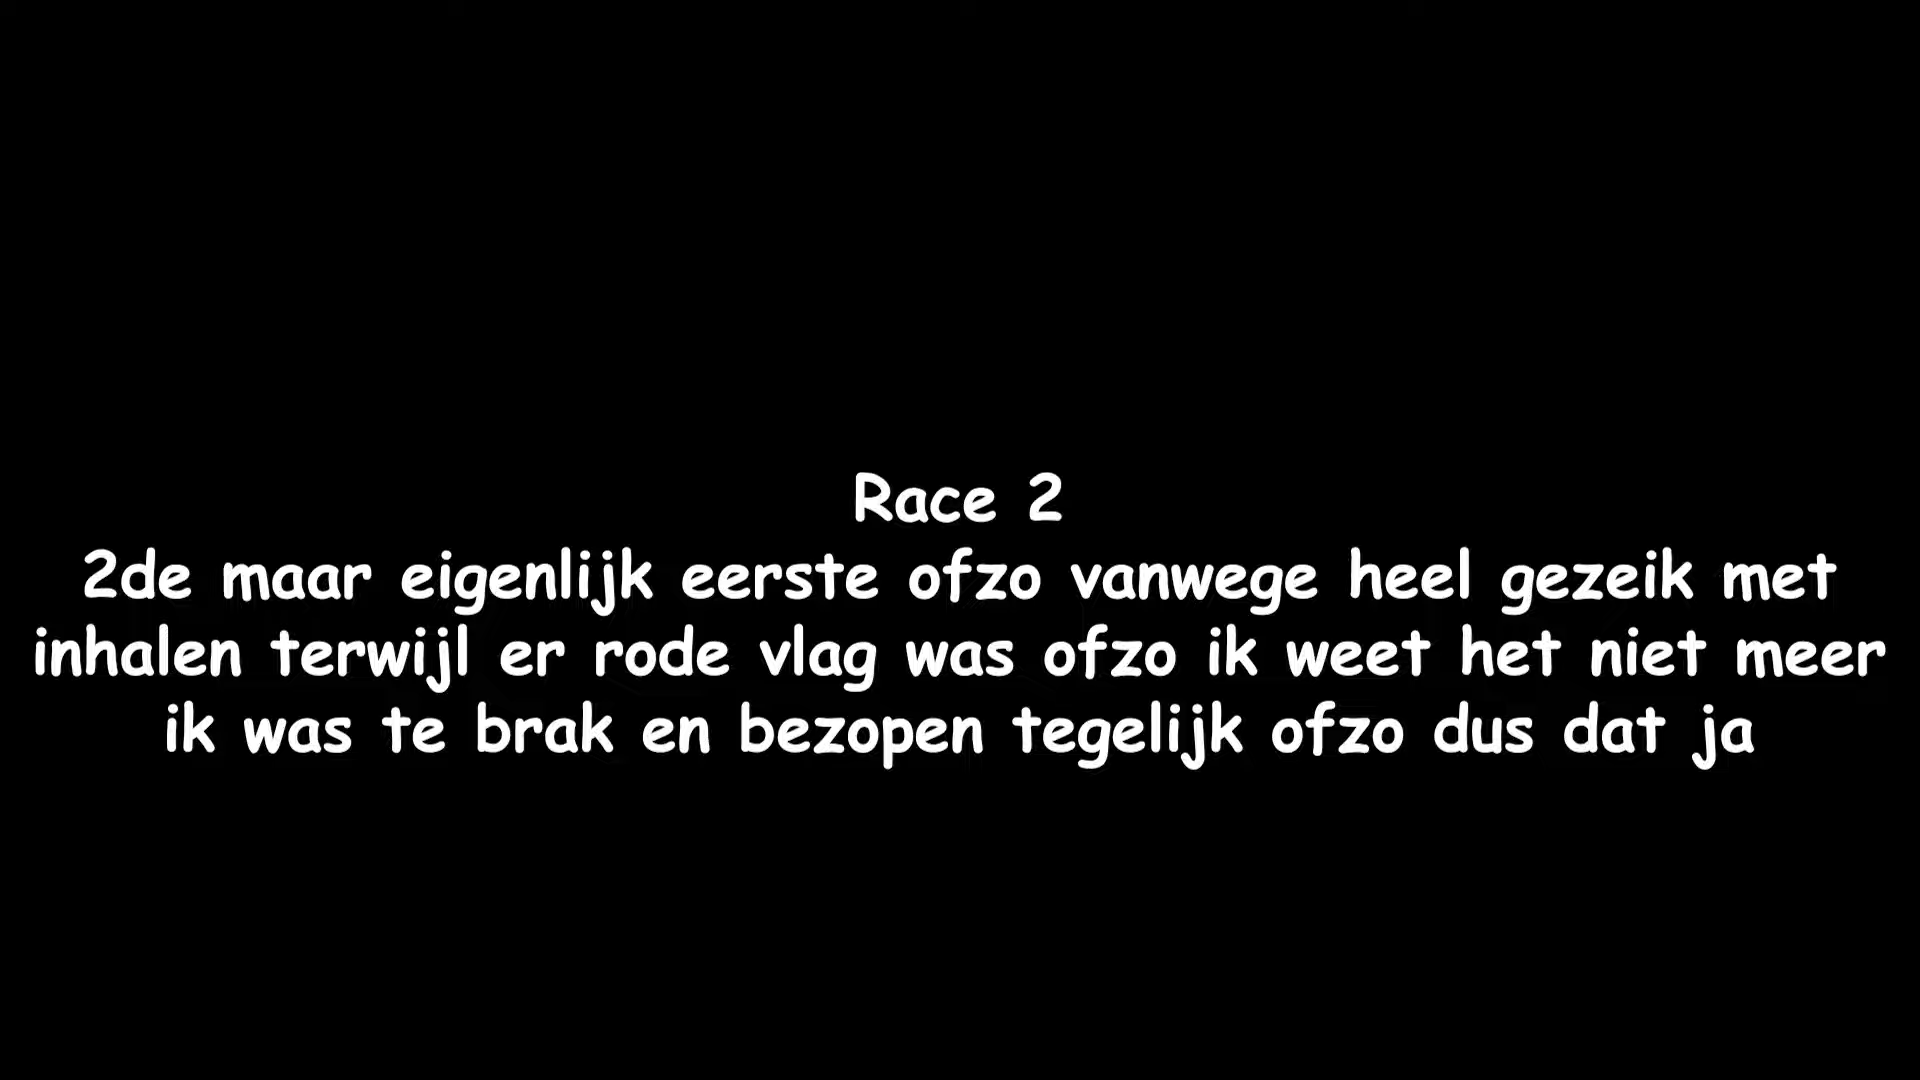 Race 2
2de maar eigenlijk eerste ofzo vanwege heel gezeik met
inhalen terwijl er rode vlag was ofzo ik weet het niet meer
ik was te brak en bezopen tegelijk ofzo dus dat ja